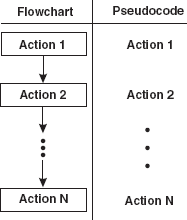 Flowchart Pseudocode
Action 1 Action 1
Action 2 Action 2
Action N Action N